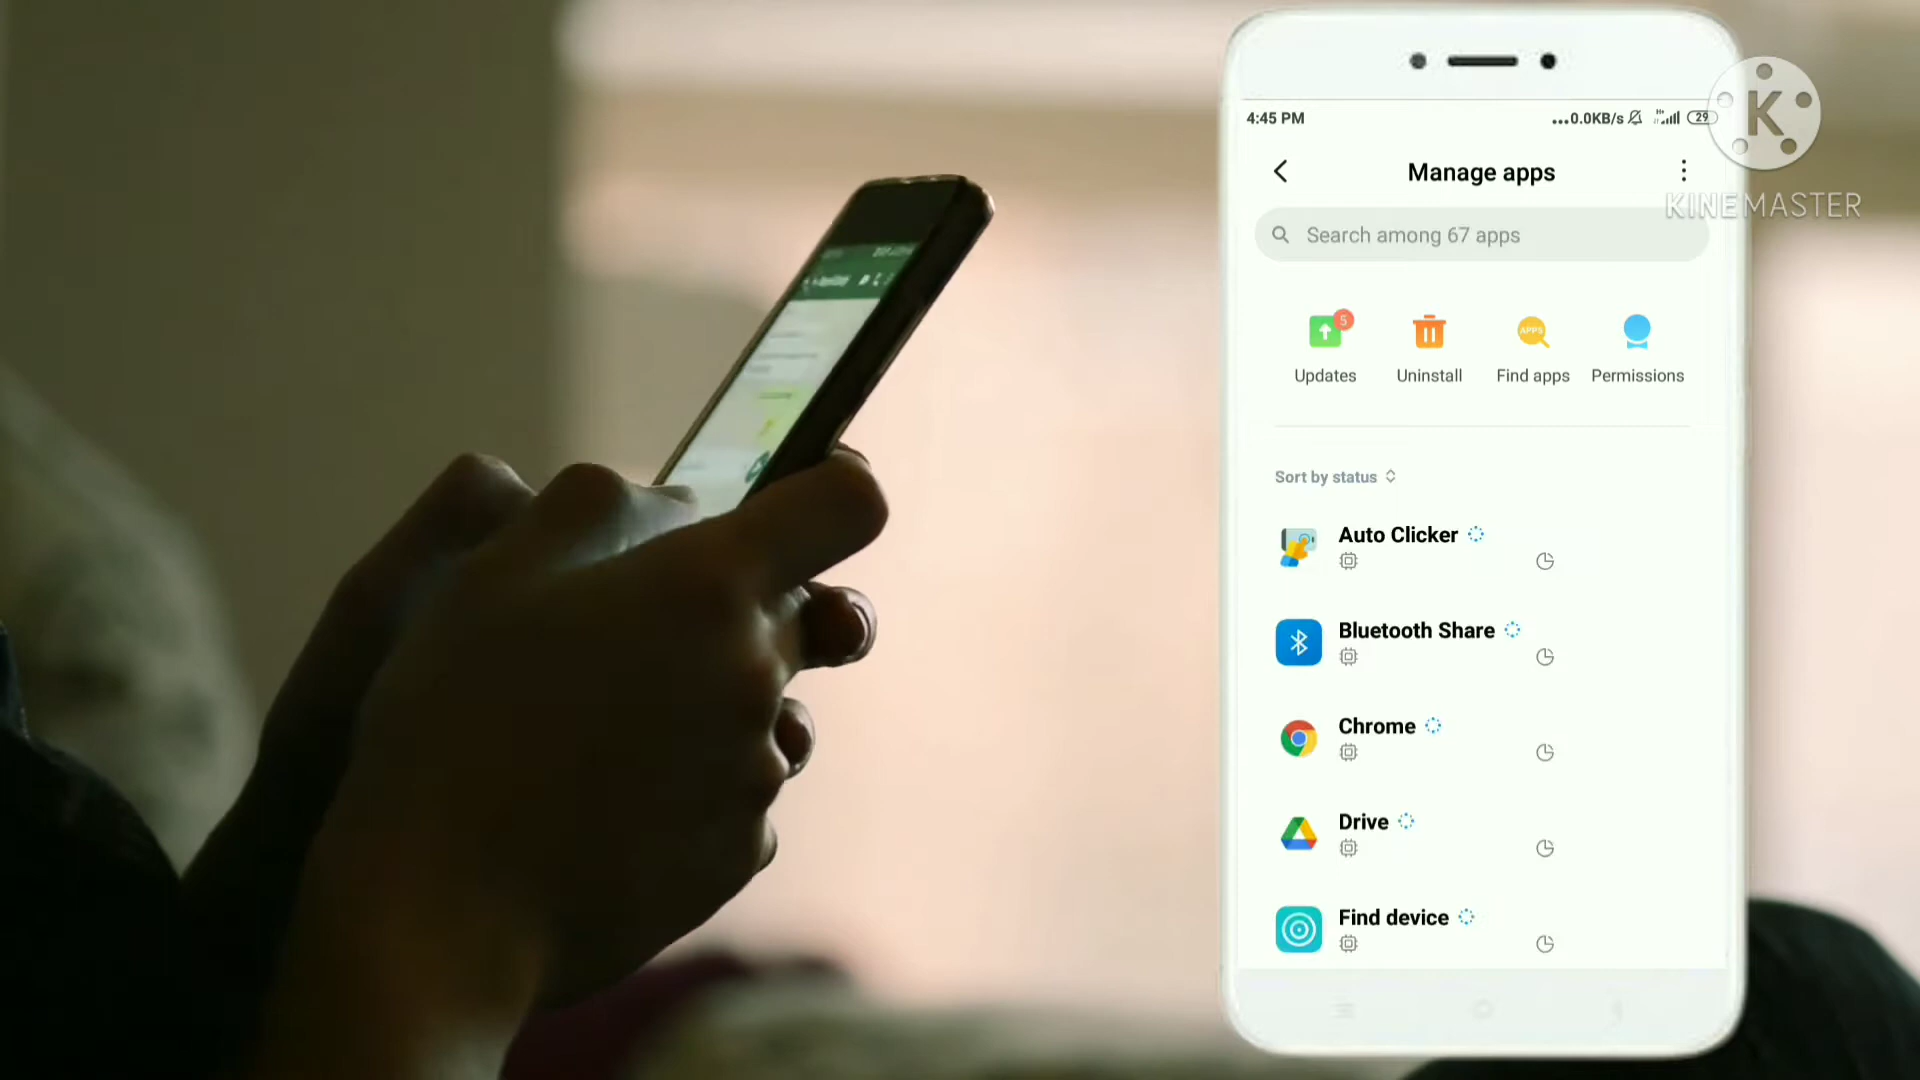 4:45 PM
...0.0KB/s
29
K
KINEMASTER
Manage apps
Search among 67 apps
5
APPS
Updates
Uninstall
Find apps
Permissions
Sort by status
Auto Clicker
Bluetooth Share
Chrome
Drive
Find device